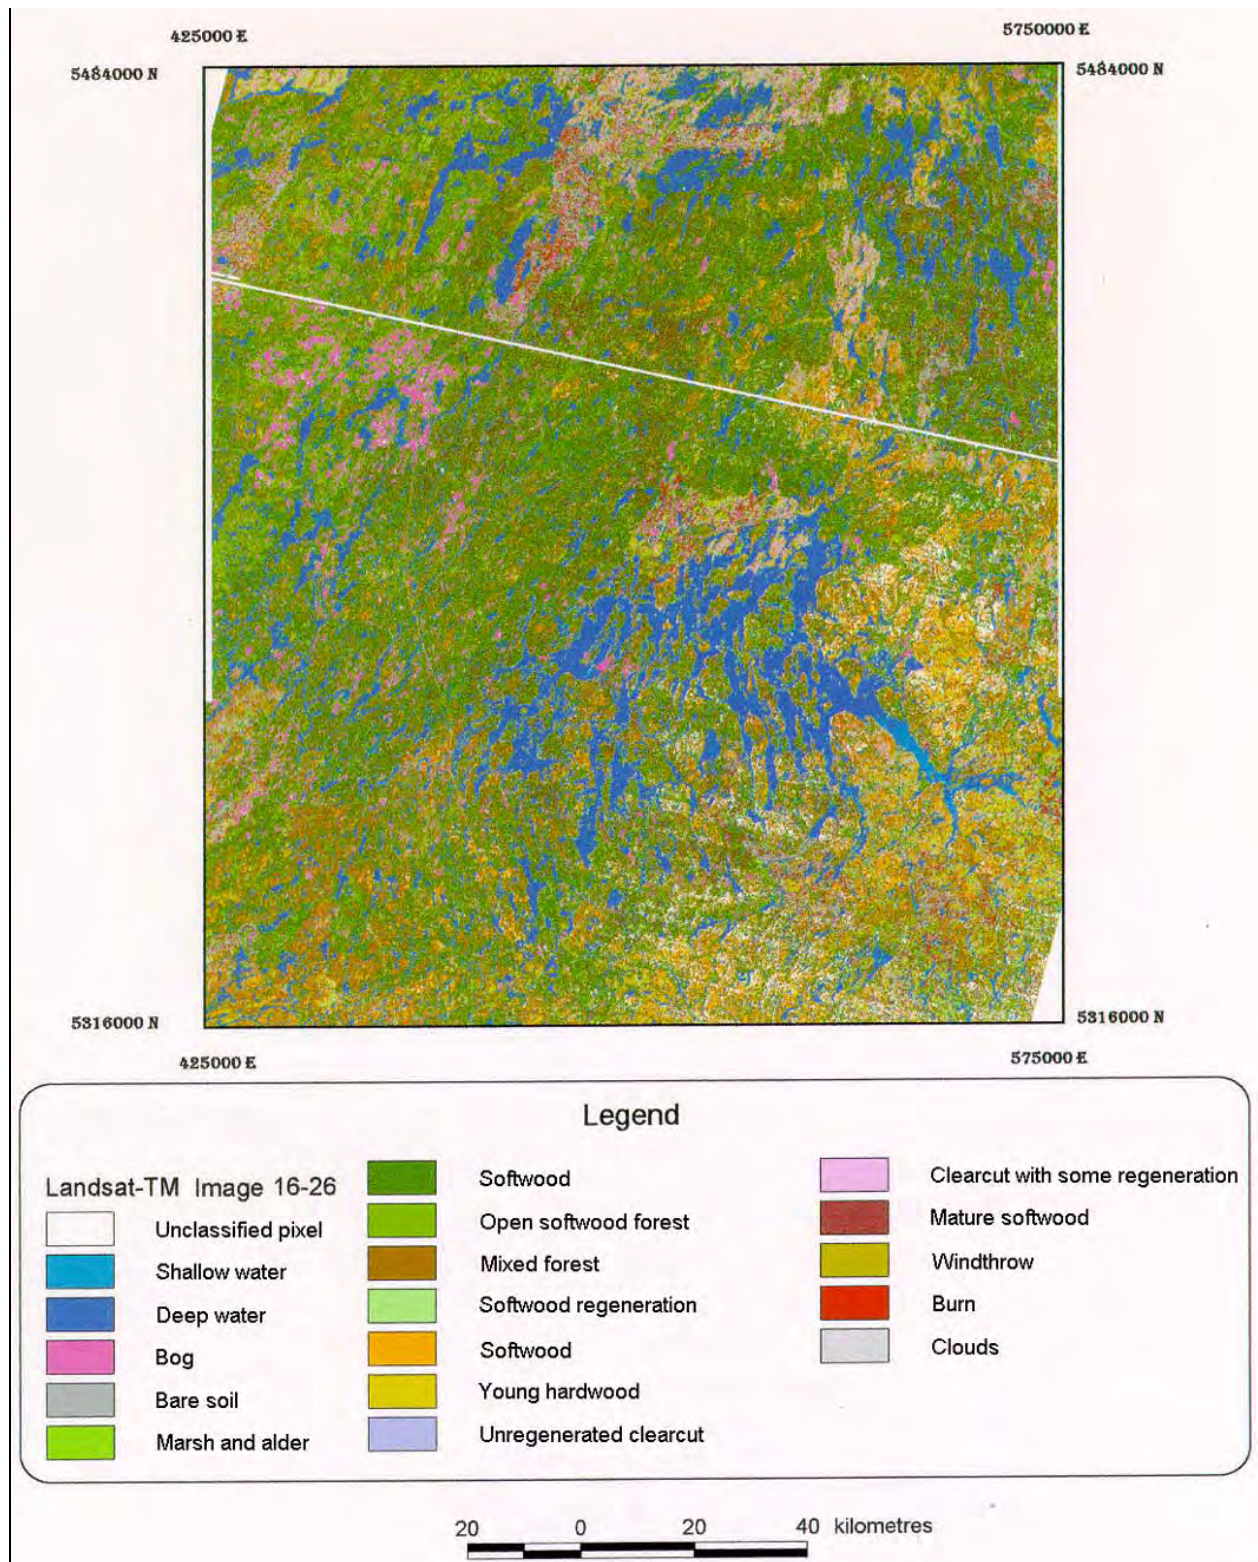 425000 E
5750000 E
5484000 N
5484000 N
5316000 N
5316000 N
425000 E
575000 E
Legend
Landsat-TM Image 16-26
Unclassified pixel
Shallow water
Deep water
Bog
Bare soil
Marsh and alder
Softwood
Open softwood forest
Mixed forest
Softwood regeneration
Softwood
Young hardwood
Unregenerated clearcut
Clearcut with some regeneration
Mature softwood
Windthrow
Burn
Clouds
20 0 20 40 kilometres